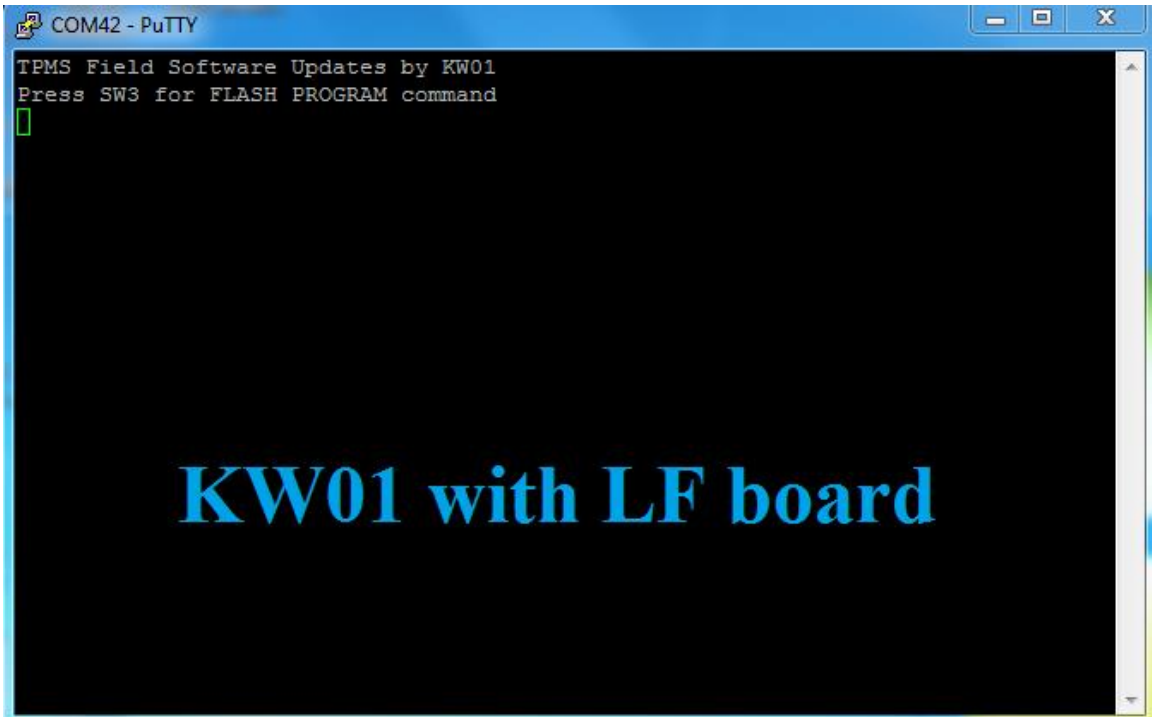 COM42 - PuTTY
TPMS Field Software Updates by KW01
Press SW3 for FLASH PROGRAM command
KW01 with LF board